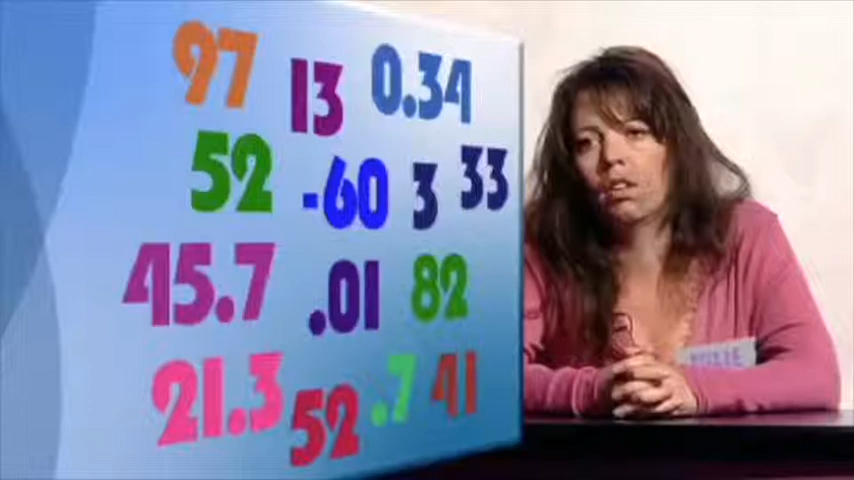 97 13 0.34
52 -60 3 33
45.7 .01 82
21.3 52 .7 41